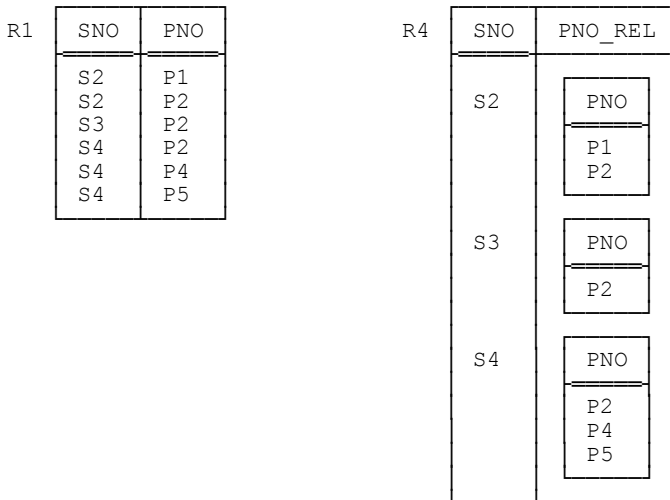 R1 SNO PNO
S2 P1
S2 P2
S3 P2
S4 P2
S4 P4
S4 P5
R4 SNO PNO_REL
S2 PNO
P1
P2
S3 PNO
P2
S4 PNO
P2
P4
P5